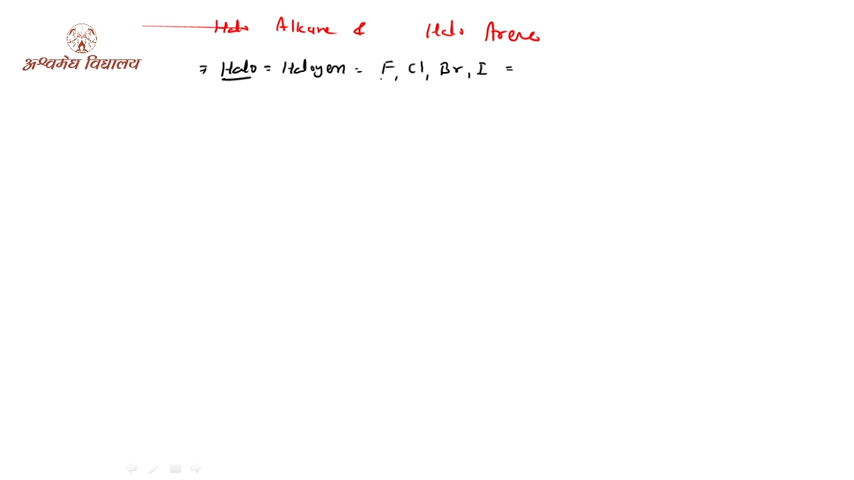 Halo Alkane & Halo Arene
अश्वमेध विद्यालय
⇒ Halo = Halogen = F, Cl, Br, I =